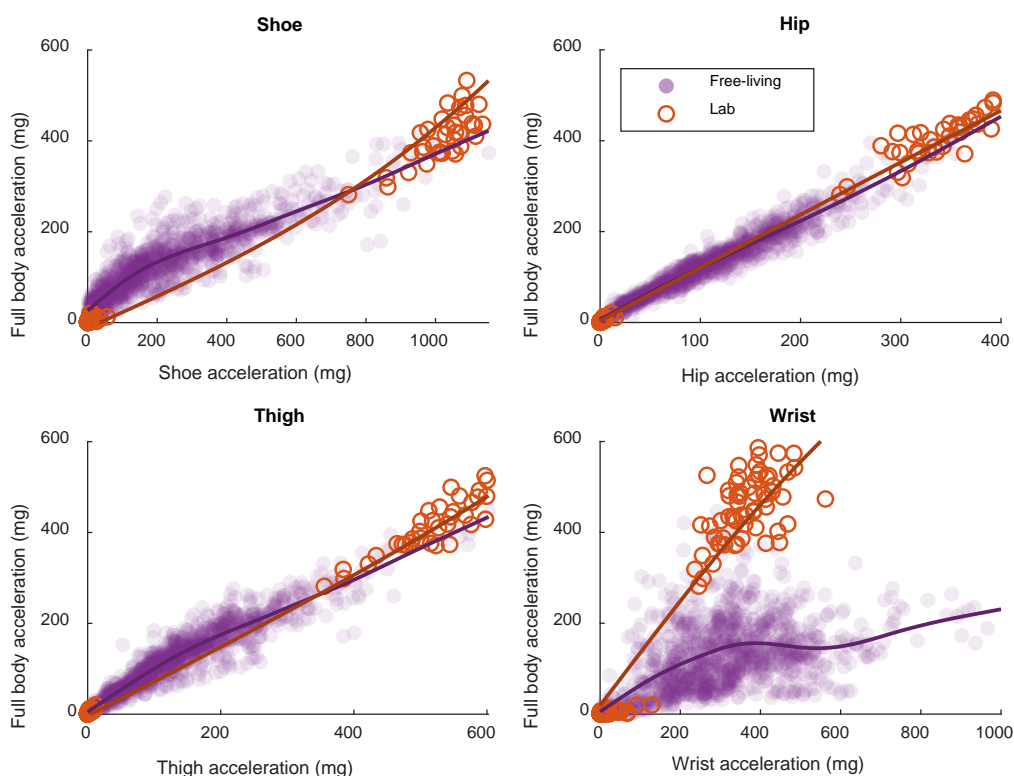 Shoe
600
400
200
0
0
200
400
600
800
1000
Full body acceleration (mg)
Shoe acceleration (mg)
Hip
Free-living
Lab
600
400
200
0
0
100
200
300
400
Full body acceleration (mg)
Hip acceleration (mg)
Thigh
600
400
200
0
0
200
400
600
Full body acceleration (mg)
Thigh acceleration (mg)
Wrist
600
400
200
0
0
200
400
600
800
1000
Full body acceleration (mg)
Wrist acceleration (mg)